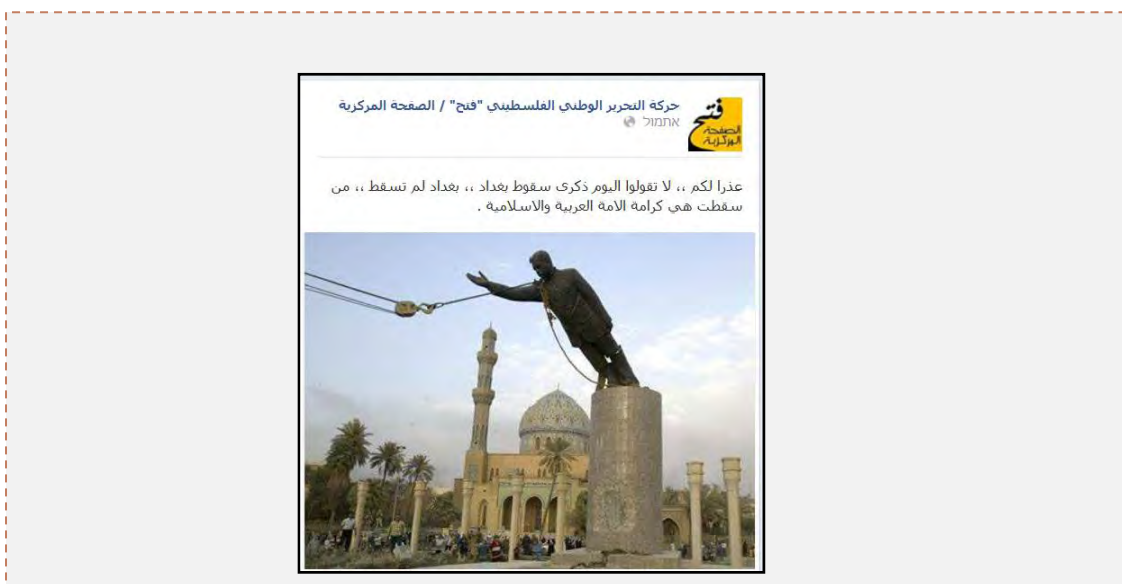 حركة التحرير الوطني الفلسطيني "فتح" / الصفحة المركزية
אתמול
فتح
الصفحة
المركزية
عذرا لكم ،، لا تقولوا اليوم ذكرى سقوط بغداد ،، بغداد لم تسقط ،، من
سقطت هي كرامة الامة العربية والاسلامية .